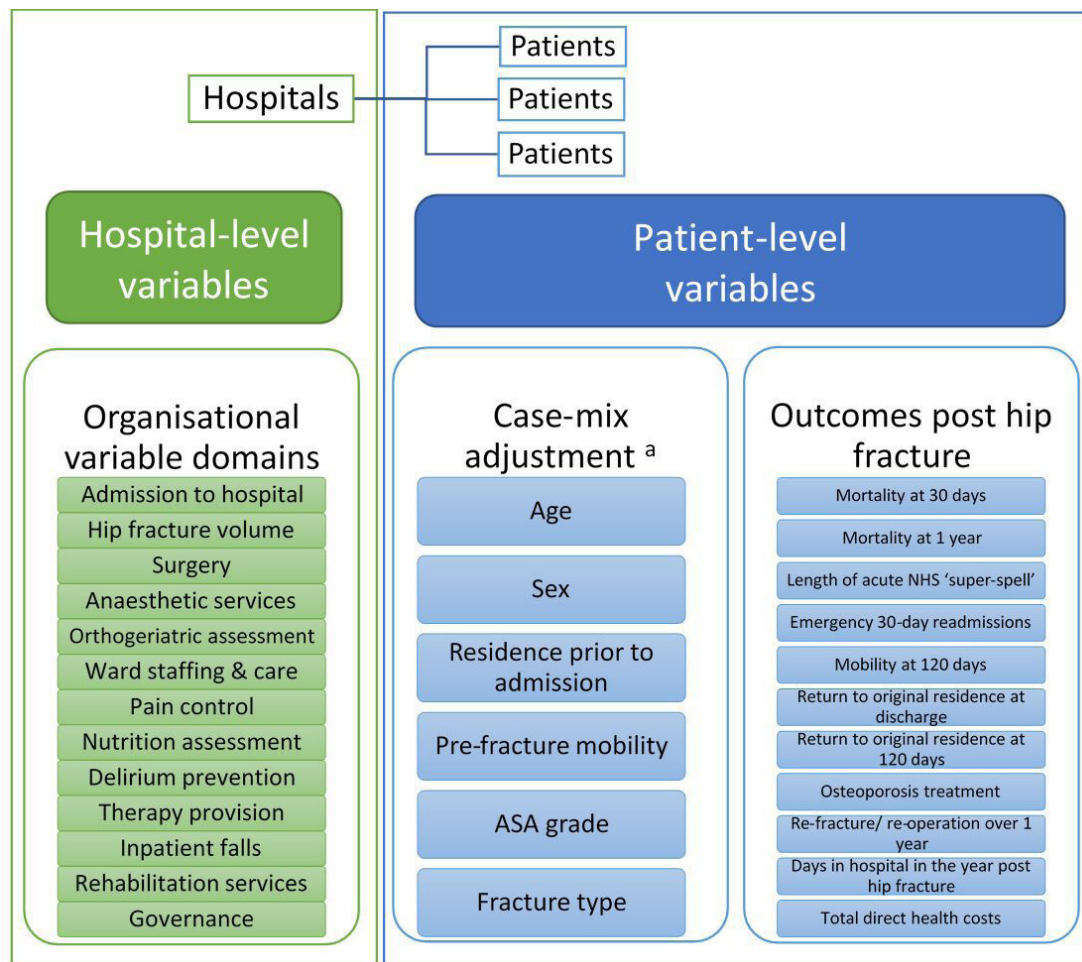 Patients
Hospitals
Patients
Patients
Hospital-level
variables
Patient-level
variables
Organisational
variable domains
Admission to hospital
Hip fracture volume
Surgery
Anaesthetic services
Orthogeriatric assessment
Ward staffing & care
Pain control
Nutrition assessment
Delirium prevention
Therapy provision
Inpatient falls
Rehabilitation services
Governance
Case-mix
adjustment a
Age
Sex
Residence prior to
admission
Pre-fracture mobility
ASA grade
Fracture type
Outcomes post hip
fracture
Mortality at 30 days
Mortality at 1 year
Length of acute NHS ‘super-spell’
Emergency 30-day readmissions
Mobility at 120 days
Return to original residence at
discharge
Return to original residence at
120 days
Osteoporosis treatment
Re-fracture/ re-operation over 1
year
Days in hospital in the year post
hip fracture
Total direct health costs